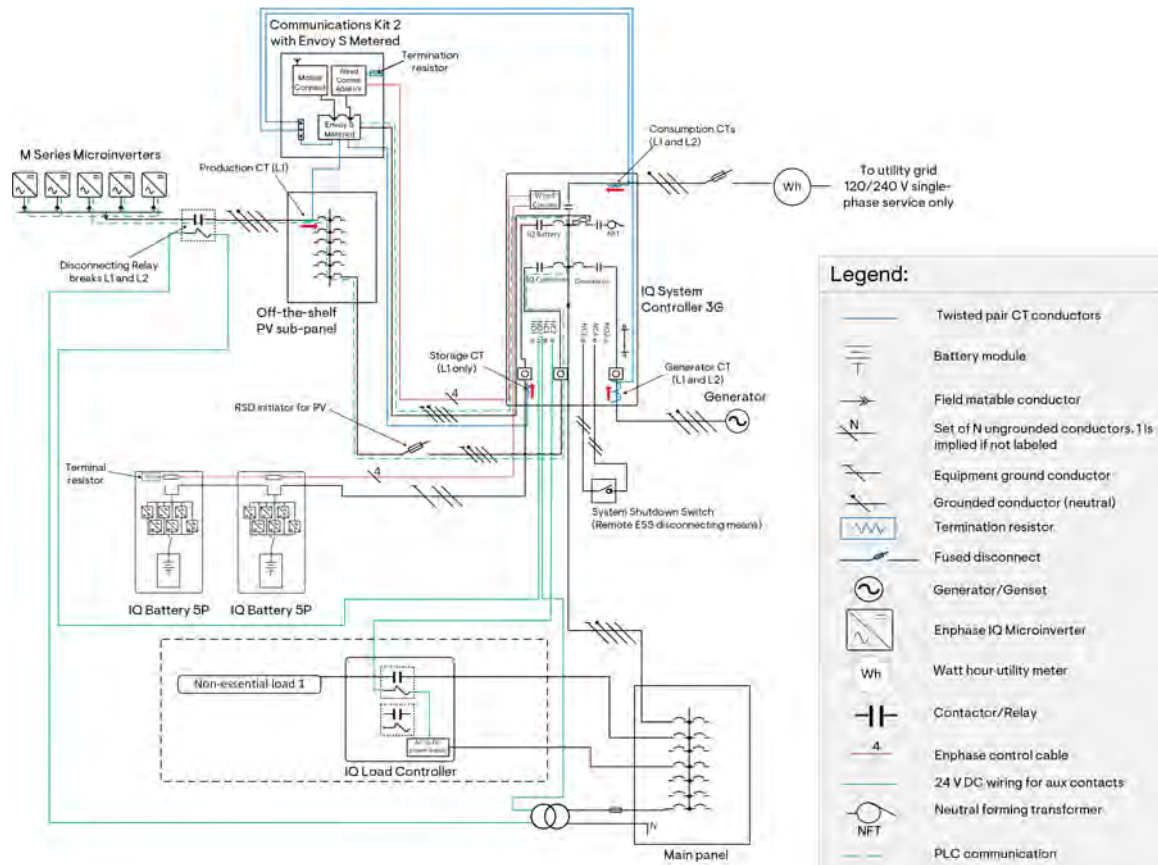 Communications Kit 2
with Envoy S Metered
Termination
resistor
Mobile
Connect
Wired
Comms
Envoy S
Metered
M Series Microinverters
Production CT (L1)
Consumption CTs
(L1 and L2)
Wh
To utility grid
120/240 V single-
phase service only
Wired
Comms
IQ Battery
NFT
Disconnecting Relay
breaks L1 and L2
Off-the-shelf
PV sub-panel
IQ System
Controller 3G
Generator
Storage CT
(L1 only)
Generator CT
(L1 and L2)
Generator
4
RSD initiator for PV
Terminal
resistor
4
System Shutdown Switch
(Remote ESS disconnecting means)
IQ Battery 5P
IQ Battery 5P
Non-essential load 1
IQ Load Controller
N
Main panel
Legend:
Twisted pair CT conductors
Battery module
Field matable conductor
N
Set of N ungrounded conductors. 1 is
implied if not labeled
Equipment ground conductor
Grounded conductor (neutral)
Termination resistor
Fused disconnect
Generator/Genset
Enphase IQ Microinverter
Wh
Watt hour utility meter
Contactor/Relay
4
Enphase control cable
24 V DC wiring for aux contacts
NFT
Neutral forming transformer
PLC communication